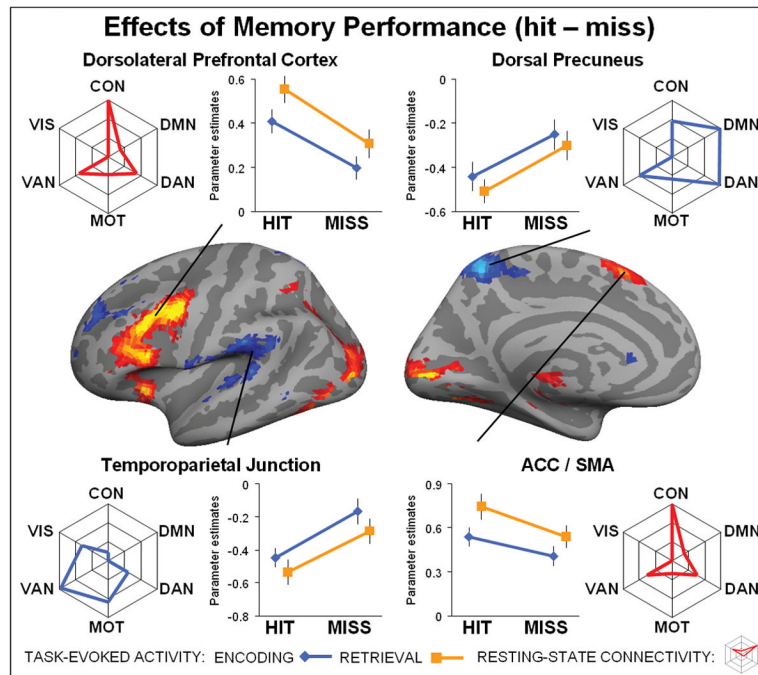 Effects of Memory Performance (hit – miss)
Dorsolateral Prefrontal Cortex
CON
DMN
DAN
MOT
VAN
VIS
Parameter estimates
0.6
0.4
0.2
0
HIT MISS
Dorsal Precuneus
Parameter estimates
0
-0.2
-0.4
-0.6
HIT MISS
CON
DMN
DAN
MOT
VAN
VIS
Temporoparietal Junction
CON
DMN
DAN
MOT
VAN
VIS
Parameter estimates
0
-0.2
-0.4
-0.6
-0.8
HIT MISS
ACC / SMA
Parameter estimates
0.9
0.6
0.3
0
HIT MISS
CON
DMN
DAN
MOT
VAN
VIS
TASK-EVOKED ACTIVITY: ENCODING RETRIEVAL RESTING-STATE CONNECTIVITY: